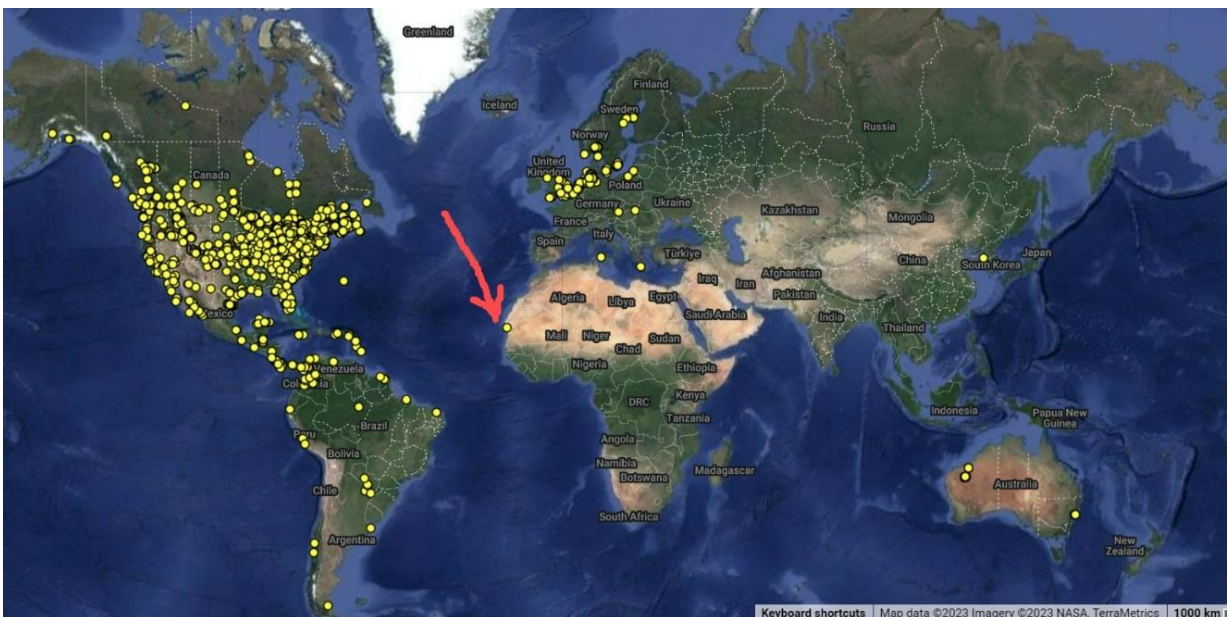 Greenland
Iceland
Finland
Sweden
Norway
Russia
United
Kingdom
Canada
Poland
Germany
Ukraine
France
Kazakhstan
Mongolia
Italy
Spain
Türkiye
China
Japan
South Korea
Iraq
Iran
Afghanistan
Pakistan
Algeria
Libya
Egypt
Saudi Arabia
India
Mexico
Mali
Niger
Sudan
Chad
Thailand
Nigeria
Ethiopia
Venezuela
Colombia
Kenya
DRC
Tanzania
Indonesia
Papua New
Guinea
Brazil
Peru
Angola
Bolivia
Namibia
Botswana
Madagascar
Australia
Chile
South Africa
Argentina
New
Zealand
Keyboard shortcuts Map data ©2023 Imagery ©2023 NASA, TerraMetrics 1000 km